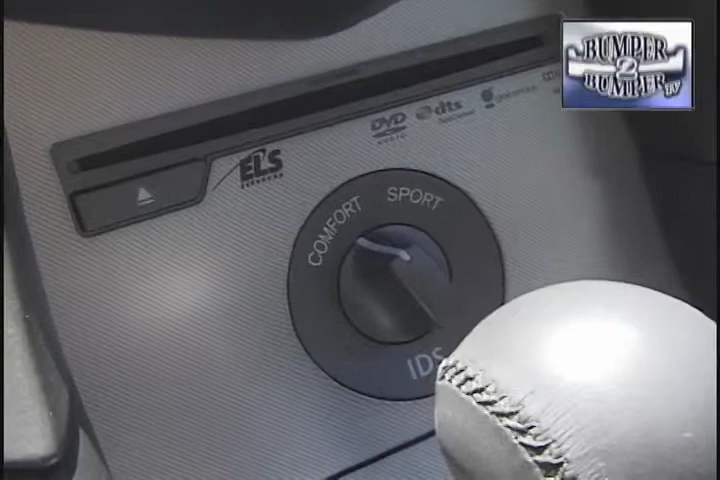 BUMPER
2
BUMPER TV
DVD
dts
ELS
COMFORT SPORT
IDS